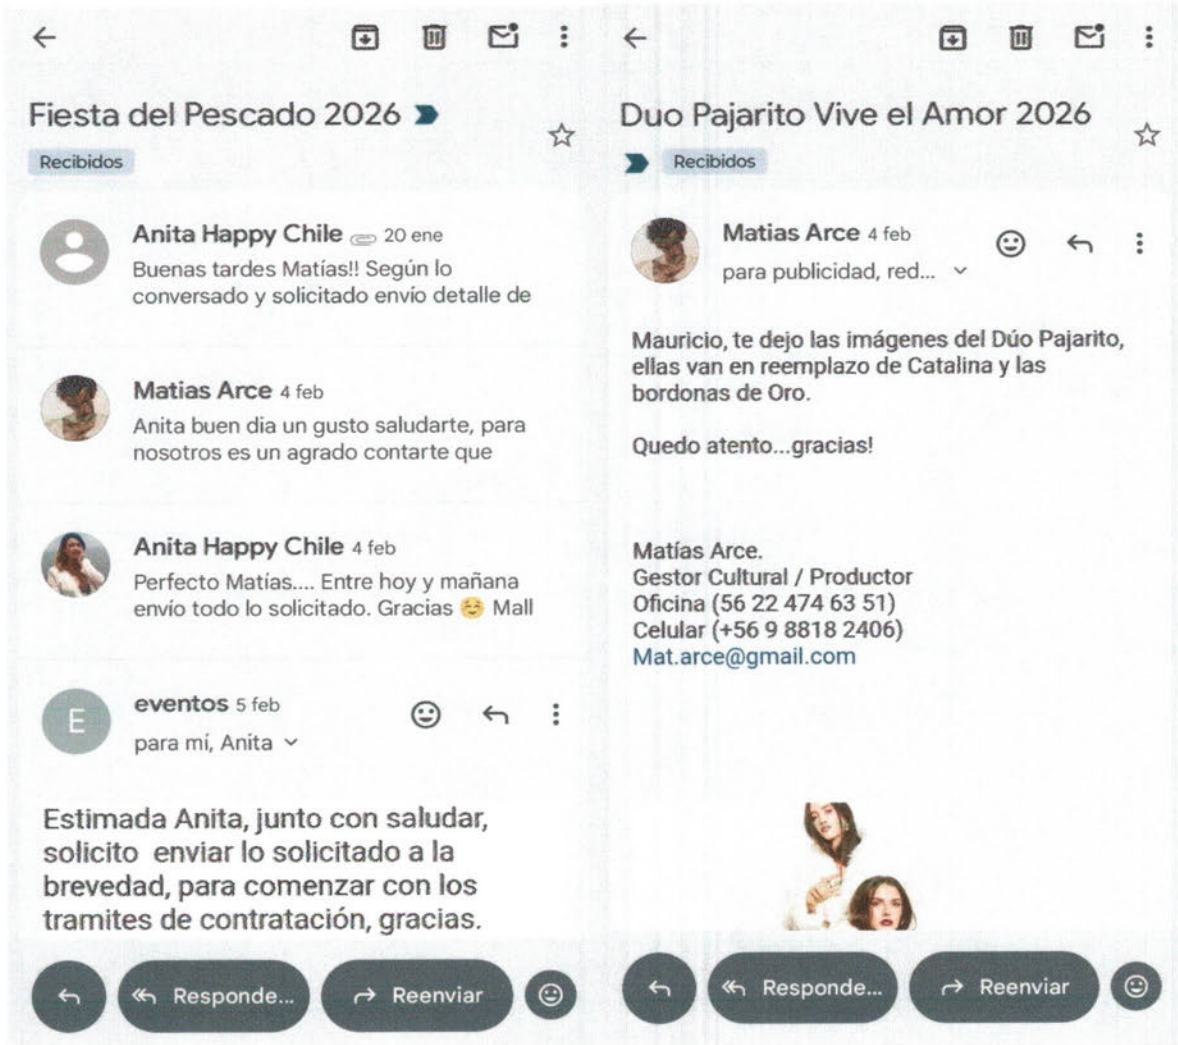 Fiesta del Pescado 2026
Recibidos
Anita Happy Chile 20 ene
Buenas tardes Matías!! Según lo
conversado y solicitado envío detalle de
Matias Arce 4 feb
Anita buen dia un gusto saludarte, para
nosotros es un agrado contarte que
Anita Happy Chile 4 feb
Perfecto Matías.... Entre hoy y mañana
envío todo lo solicitado. Gracias ☺️ Mall
E
eventos 5 feb
para mí, Anita
Estimada Anita, junto con saludar,
solicito enviar lo solicitado a la
brevedad, para comenzar con los
tramites de contratación, gracias.
Responde...
Reenviar
Duo Pajarito Vive el Amor 2026
Recibidos
Matias Arce 4 feb
para publicidad, red...
Mauricio, te dejo las imágenes del Dúo Pajarito,
ellas van en reemplazo de Catalina y las
bordonas de Oro.
Quedo atento...gracias!
Matías Arce.
Gestor Cultural / Productor
Oficina (56 22 474 63 51)
Celular (+56 9 8818 2406)
Mat.arce@gmail.com
Responde...
Reenviar